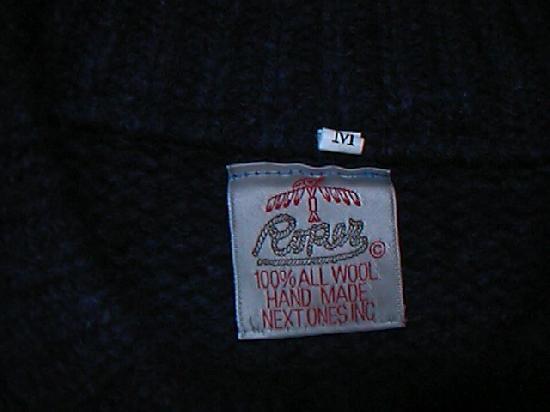 M
Roper ©
100% ALL WOOL
HAND MADE
NEXT ONES INC